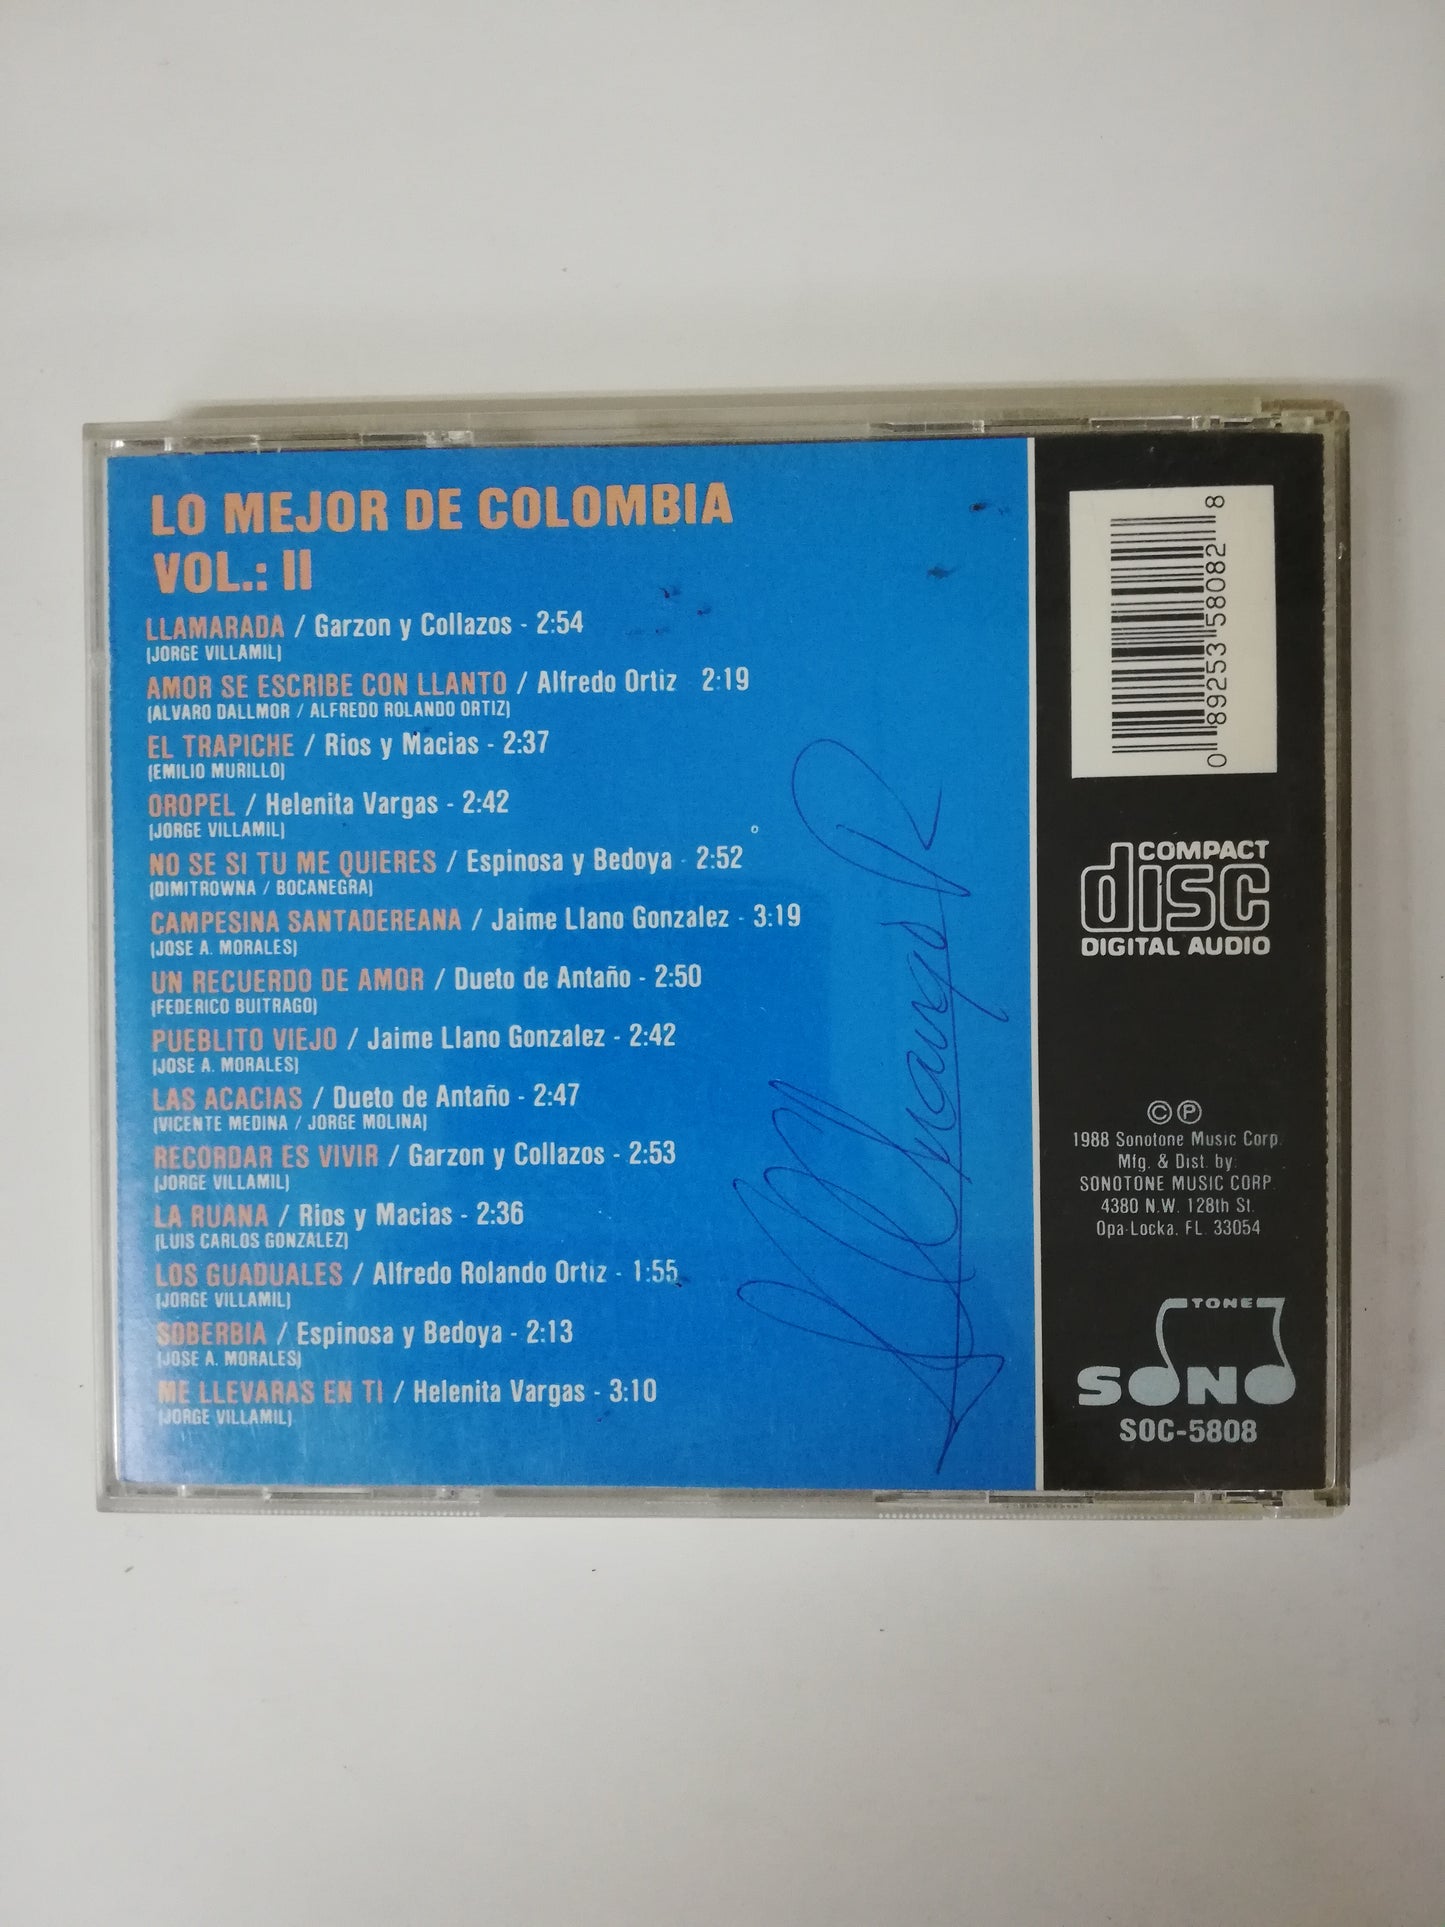 LO MEJOR DE COLOMBIA
VOL.: II
LLAMARADA / Garzon y Collazos - 2:54
(JORGE VILLAMIL)
AMOR SE ESCRIBE CON LLANTO / Alfredo Ortiz 2:19
(ALVARO DALLMOR / ALFREDO ROLANDO ORTIZ)
EL TRAPICHE / Rios y Macias - 2:37
(EMILIO MURILLO)
OROPEL / Helenita Vargas - 2:42
(JORGE VILLAMIL)
NO SE SI TU ME QUIERES / Espinosa y Bedoya - 2:52
(DIMITROWNA / BOCANEGRA)
CAMPESINA SANTADEREANA / Jaime Llano Gonzalez - 3:19
(JOSE A. MORALES)
UN RECUERDO DE AMOR / Dueto de Antaño - 2:50
(FEDERICO BUITRAGO)
PUEBLITO VIEJO / Jaime Llano Gonzalez - 2:42
(JOSE A. MORALES)
LAS ACACIAS / Dueto de Antaño - 2:47
(VICENTE MEDINA / JORGE MOLINA)
RECORDAR ES VIVIR / Garzon y Collazos - 2:53
(JORGE VILLAMIL)
LA RUANA / Rios y Macias - 2:36
(LUIS CARLOS GONZALEZ)
LOS GUADUALES / Alfredo Rolando Ortiz - 1:55
(JORGE VILLAMIL)
SOBERBIA / Espinosa y Bedoya - 2:13
(JOSE A. MORALES)
ME LLEVARAS EN TI / Helenita Vargas - 3:10
(JORGE VILLAMIL)
0 89253 58082 8
COMPACT
disc
DIGITAL AUDIO
© ℗
1988 Sonotone Music Corp.
Mfg. & Dist. by:
SONOTONE MUSIC CORP.
4380 N.W. 128th St.
Opa-Locka, FL. 33054
TONE
SONO
SOC-5808